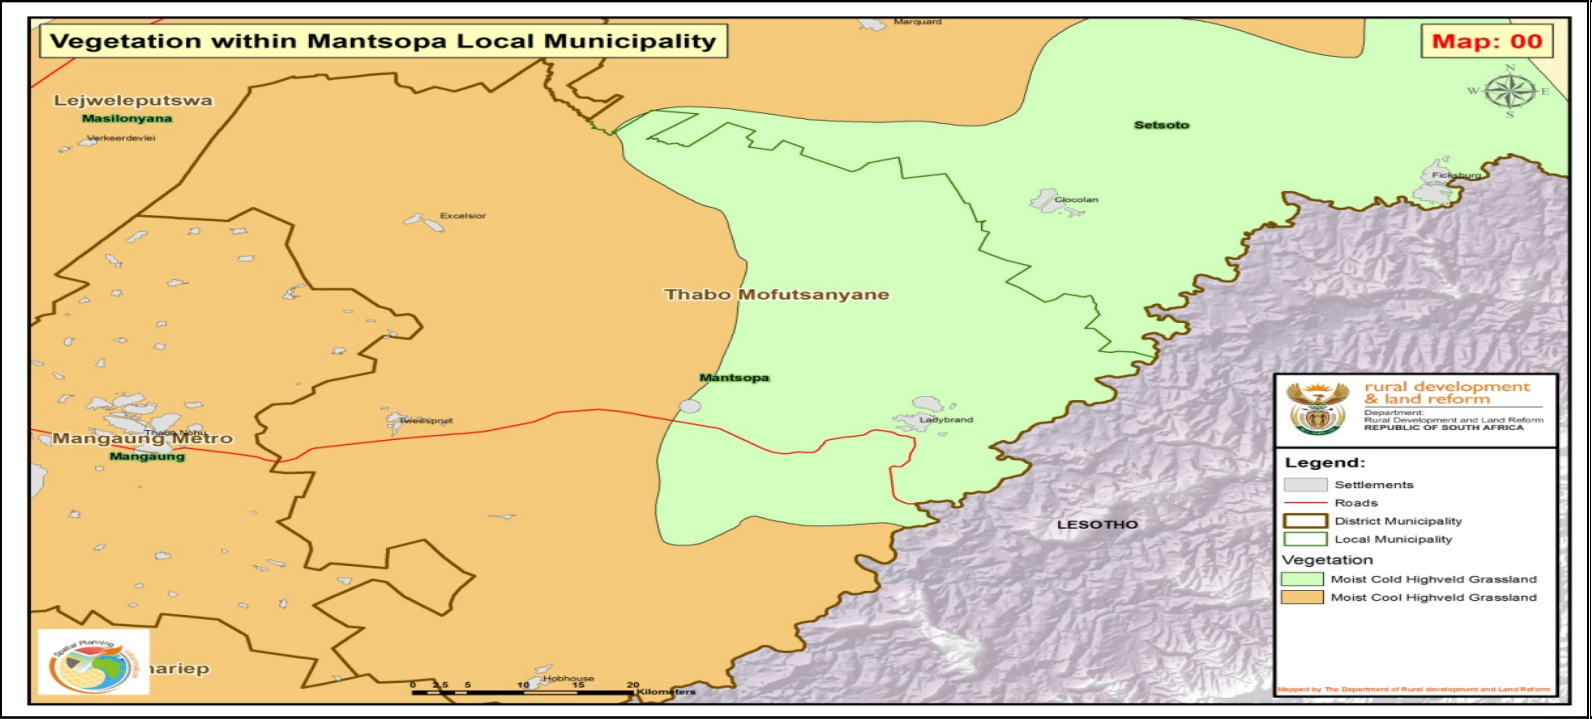 Vegetation within Mantsopa Local Municipality
Map: 00
Marquard
N
W E
S
Lejweleputswa
Masilonyana
Verkeerdevlei
Setsoto
Ficksburg
Clocolan
Excelsior
Thabo Mofutsanyane
Mantsopa
Tweespruit
Ladybrand
Thaba Nchu
Mangaung Metro
Mangaung
LESOTHO
rural development
& land reform
Department:
Rural Development and Land Reform
REPUBLIC OF SOUTH AFRICA
Legend:
Settlements
Roads
District Municipality
Local Municipality
Vegetation
Moist Cold Highveld Grassland
Moist Cool Highveld Grassland
Spatial Planning Information
hariep
Hobhouse
0 2.5 5 10 15 20
Kilometers
Mapped by The Department of Rural development and Land Reform